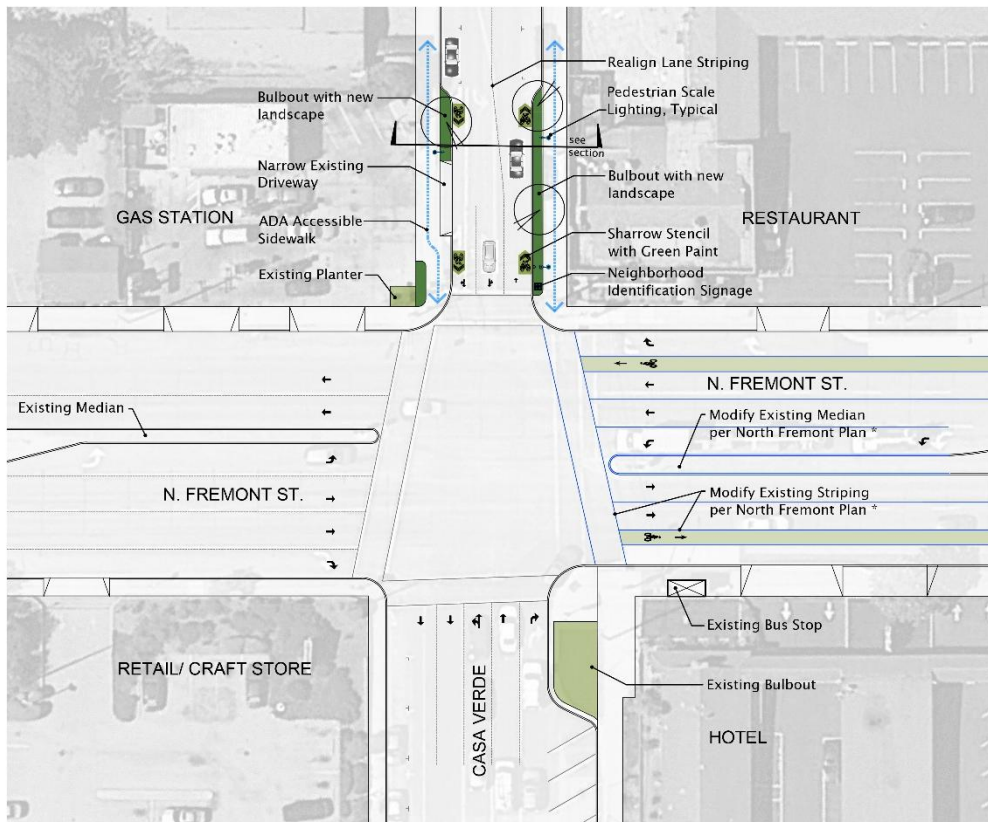 Realign Lane Striping
Bulbout with new
landscape
Pedestrian Scale
Lighting, Typical
see
section
Narrow Existing
Driveway
Bulbout with new
landscape
GAS STATION
RESTAURANT
ADA Accessible
Sidewalk
Sharrow Stencil
with Green Paint
Existing Planter
Neighborhood
Identification Signage
N. FREMONT ST.
Existing Median
Modify Existing Median
per North Fremont Plan *
N. FREMONT ST.
Modify Existing Striping
per North Fremont Plan *
Existing Bus Stop
RETAIL/ CRAFT STORE
Existing Bulbout
CASA VERDE
HOTEL